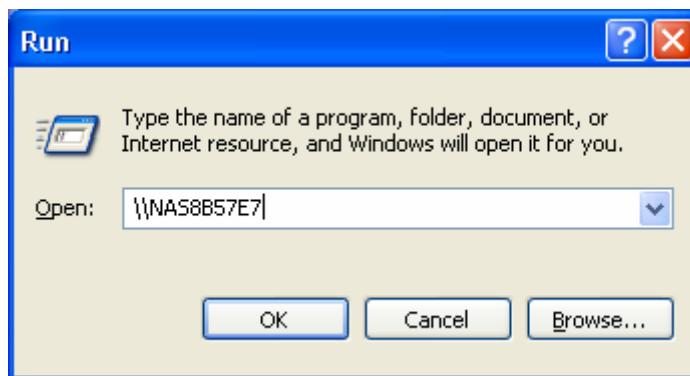 Run
Type the name of a program, folder, document, or
Internet resource, and Windows will open it for you.
Open: \\NAS8B57E7
OK Cancel Browse...